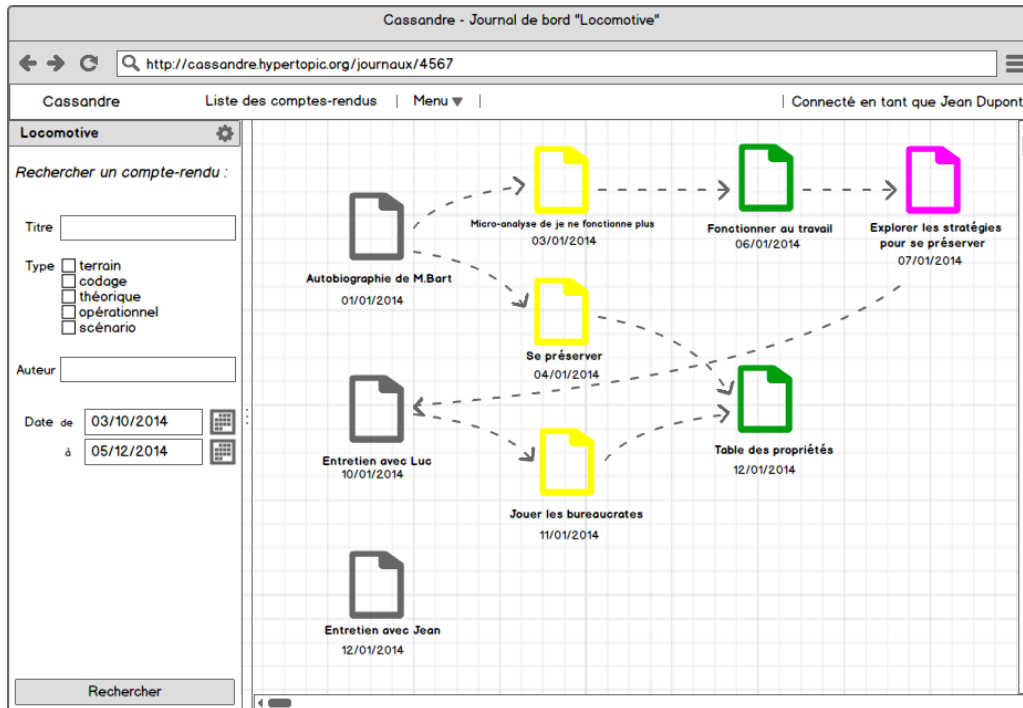 Cassandre - Journal de bord "Locomotive"
http://cassandre.hypertopic.org/journaux/4567
Cassandre Liste des comptes-rendus | Menu | | Connecté en tant que Jean Dupont
Locomotive
Rechercher un compte-rendu :
Titre
Type terrain
codage
théorique
opérationnel
scénario
Auteur
Date de 03/10/2014
à 05/12/2014
Rechercher
Autobiographie de M.Bart
01/01/2014
Micro-analyse de je ne fonctionne plus
03/01/2014
Fonctionner au travail
06/01/2014
Explorer les stratégies
pour se préserver
07/01/2014
Se préserver
04/01/2014
Entretien avec Luc
10/01/2014
Table des propriétés
12/01/2014
Jouer les bureaucrates
11/01/2014
Entretien avec Jean
12/01/2014